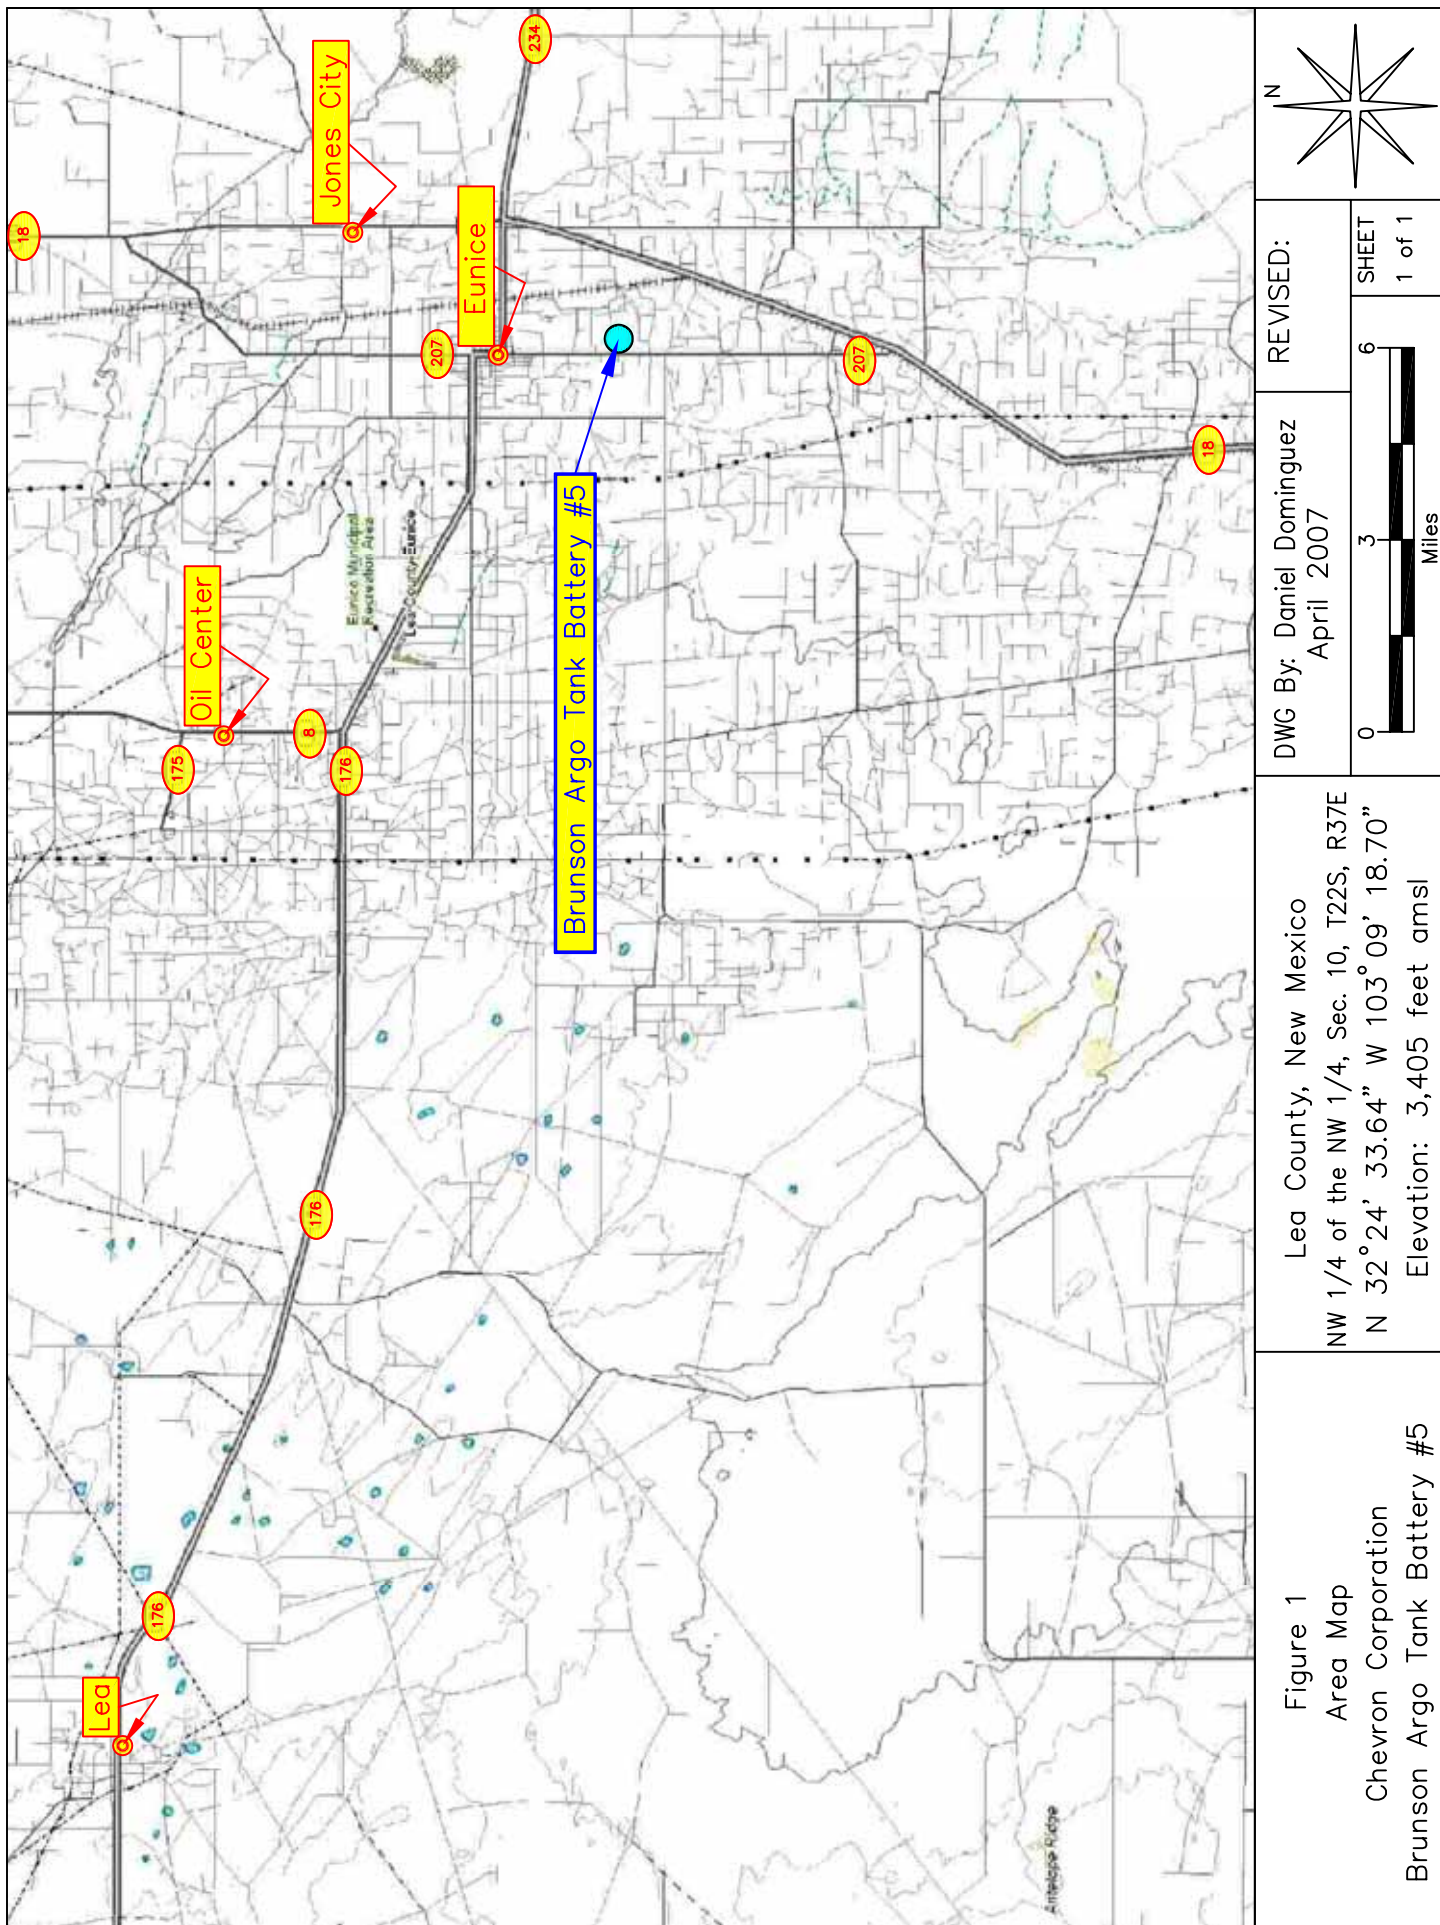 Lea
176
176
176
175
8
Oil Center
Eunice Municipal
Recreation Area
Lea County-Eunice
207
Eunice
18
Jones City
234
Brunson Argo Tank Battery #5
207
18
Antelope Ridge
Figure 1
Area Map
Chevron Corporation
Brunson Argo Tank Battery #5
Lea County, New Mexico
NW 1/4 of the NW 1/4, Sec. 10, T22S, R37E
N 32°24' 33.64" W 103°09' 18.70"
Elevation: 3,405 feet amsl
DWG By: Daniel Dominguez
April 2007
REVISED:
0 3 6
Miles
SHEET
1 of 1
N